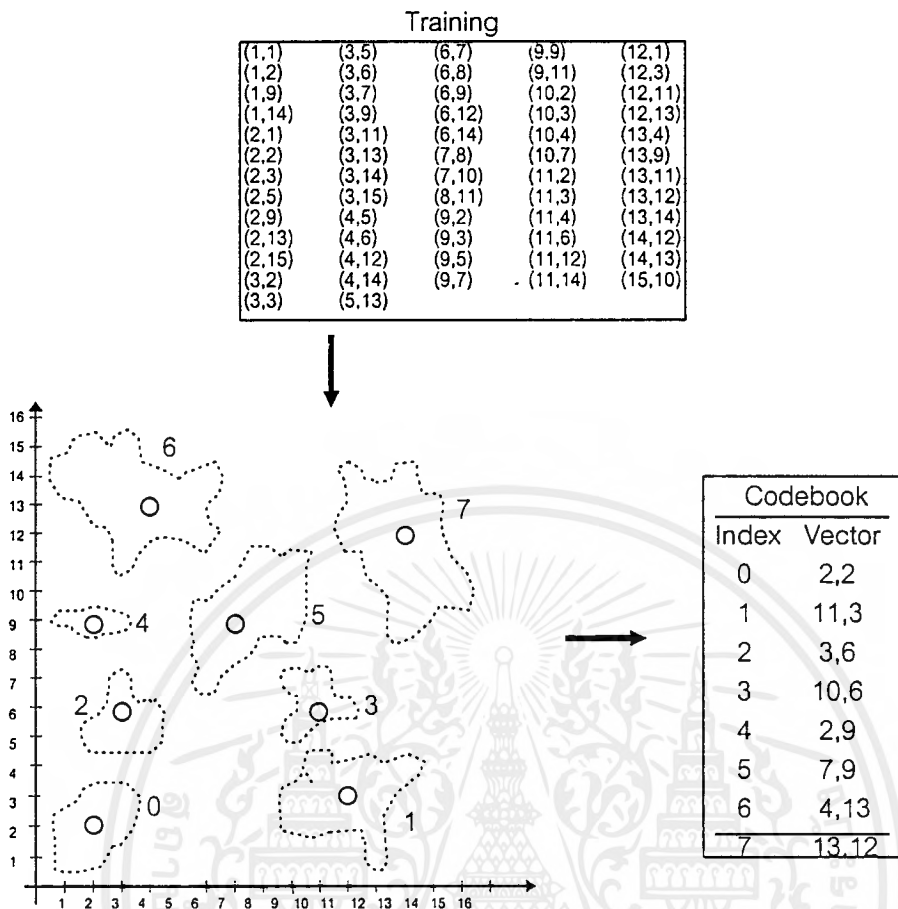 Training
(1,1) (3,5) (6,7) (9,9) (12,1)
(1,2) (3,6) (6,8) (9,11) (12,3)
(1,9) (3,7) (6,9) (10,2) (12,11)
(1,14) (3,9) (6,12) (10,3) (12,13)
(2,1) (3,11) (6,14) (10,4) (13,4)
(2,2) (3,13) (7,8) (10,7) (13,9)
(2,3) (3,14) (7,10) (11,2) (13,11)
(2,5) (3,15) (8,11) (11,3) (13,12)
(2,9) (4,5) (9,2) (11,4) (13,14)
(2,13) (4,6) (9,3) (11,6) (14,12)
(2,15) (4,12) (9,5) (11,12) (14,13)
(3,2) (4,14) (9,7) (11,14) (15,10)
(3,3) (5,13)
16
15
14
13
12
11
10
9
8
7
6
5
4
3
2
1
6
7
4
5
2
3
0
1
1 2 3 4 5 6 7 8 9 10 11 12 13 14 15 16
Codebook
Index Vector
0 2,2
1 11,3
2 3,6
3 10,6
4 2,9
5 7,9
6 4,13
7 13,12